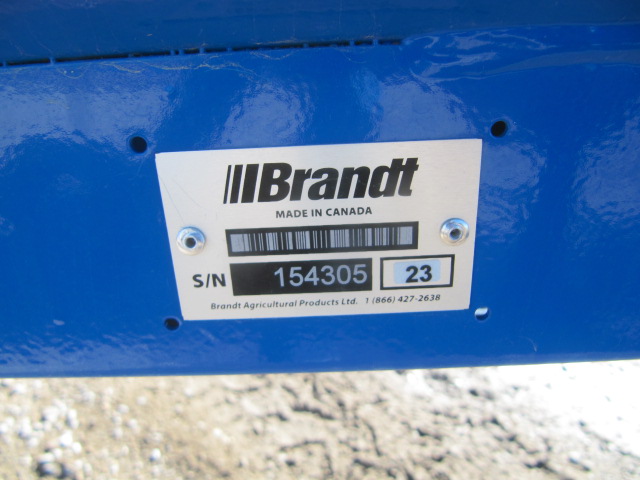 Brandt
MADE IN CANADA
S/N 154305 23
Brandt Agricultural Products Ltd. 1 (866) 427-2638